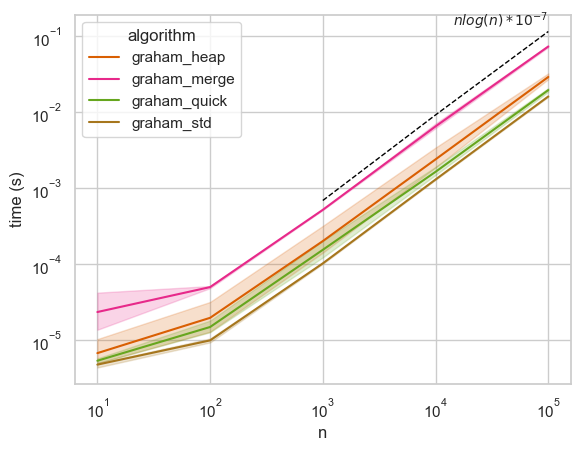 nlog(n) * 10^-7
algorithm
graham_heap
graham_merge
graham_quick
graham_std
time (s)
10^-1
10^-2
10^-3
10^-4
10^-5
10^1 10^2 10^3 10^4 10^5
n